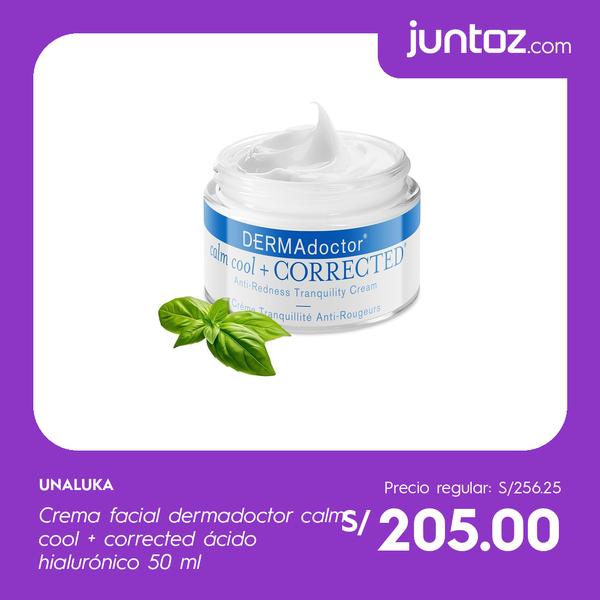 juntoz.com
DERMAdoctor®
calm cool + CORRECTED®
Anti-Redness Tranquility Cream
Crème Tranquillité Anti-Rougeurs
UNALUKA
Crema facial dermadoctor calm
cool + corrected ácido
hialurónico 50 ml
Precio regular: S/256.25
S/ 205.00